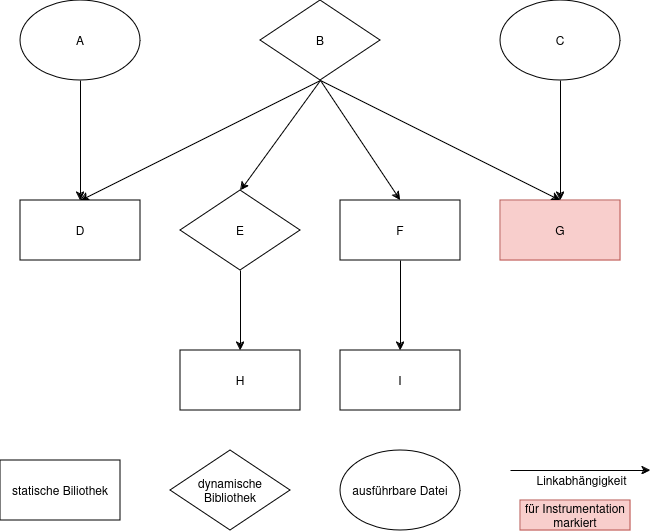 A
B
C
D
E
F
G
H
I
statische Biliothek
dynamische
Bibliothek
ausführbare Datei
Linkabhängigkeit
für Instrumentation
markiert